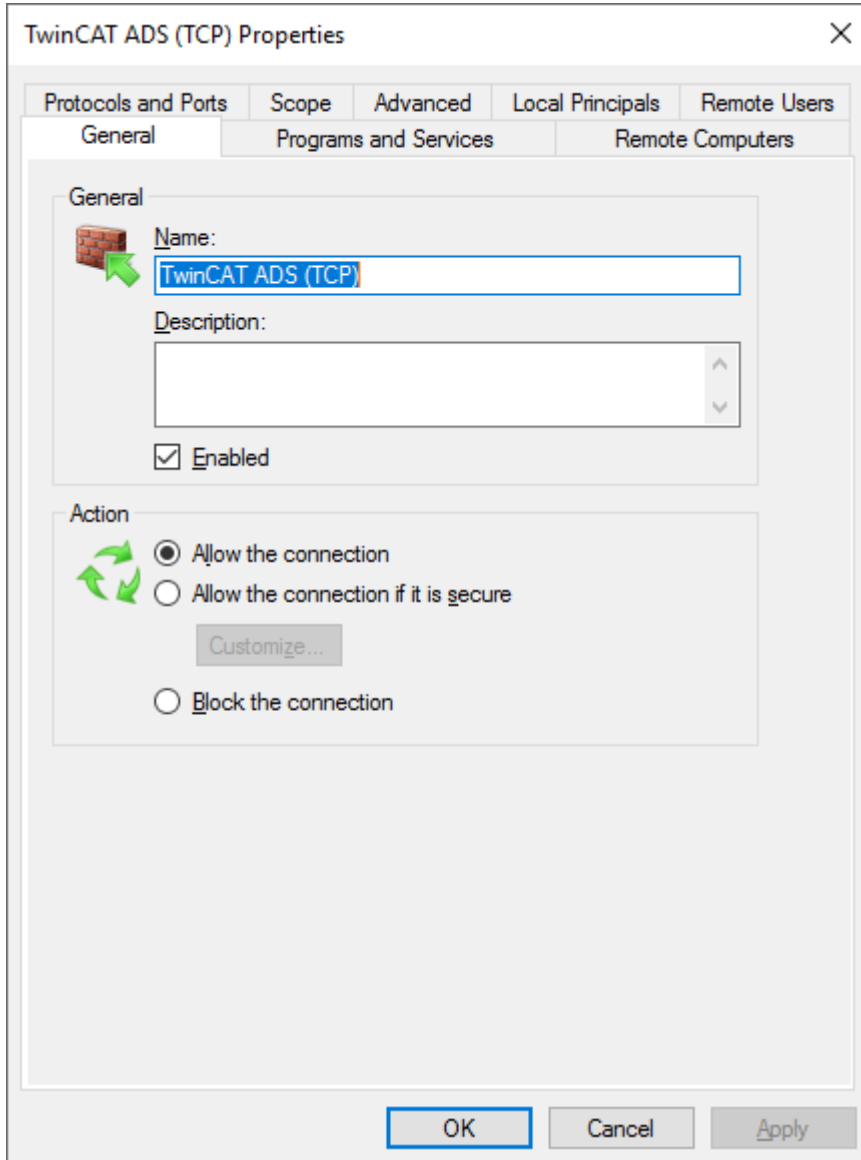 TwinCAT ADS (TCP) Properties
Protocols and Ports Scope Advanced Local Principals Remote Users
General Programs and Services Remote Computers
General
Name:
TwinCAT ADS (TCP)
Description:
Enabled
Action
Allow the connection
Allow the connection if it is secure
Customize...
Block the connection
OK Cancel Apply